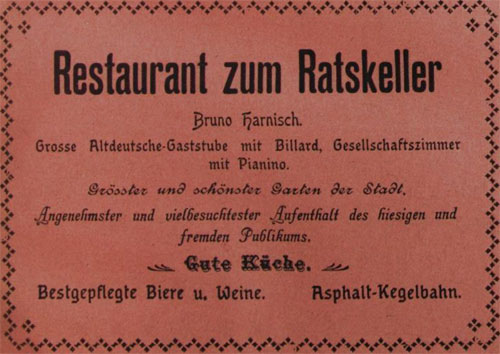 Restaurant zum Ratskeller
Bruno Harnisch.
Grosse Altdeutsche-Gaststube mit Billard, Gesellschaftszimmer
mit Pianino.
Grösster und schönster Garten der Stadt.
Angenehmster und vielbesuchtester Aufenthalt des hiesigen und
fremden Publikums.
Gute Küche.
Bestgepflegte Biere u. Weine. Asphalt-Kegelbahn.